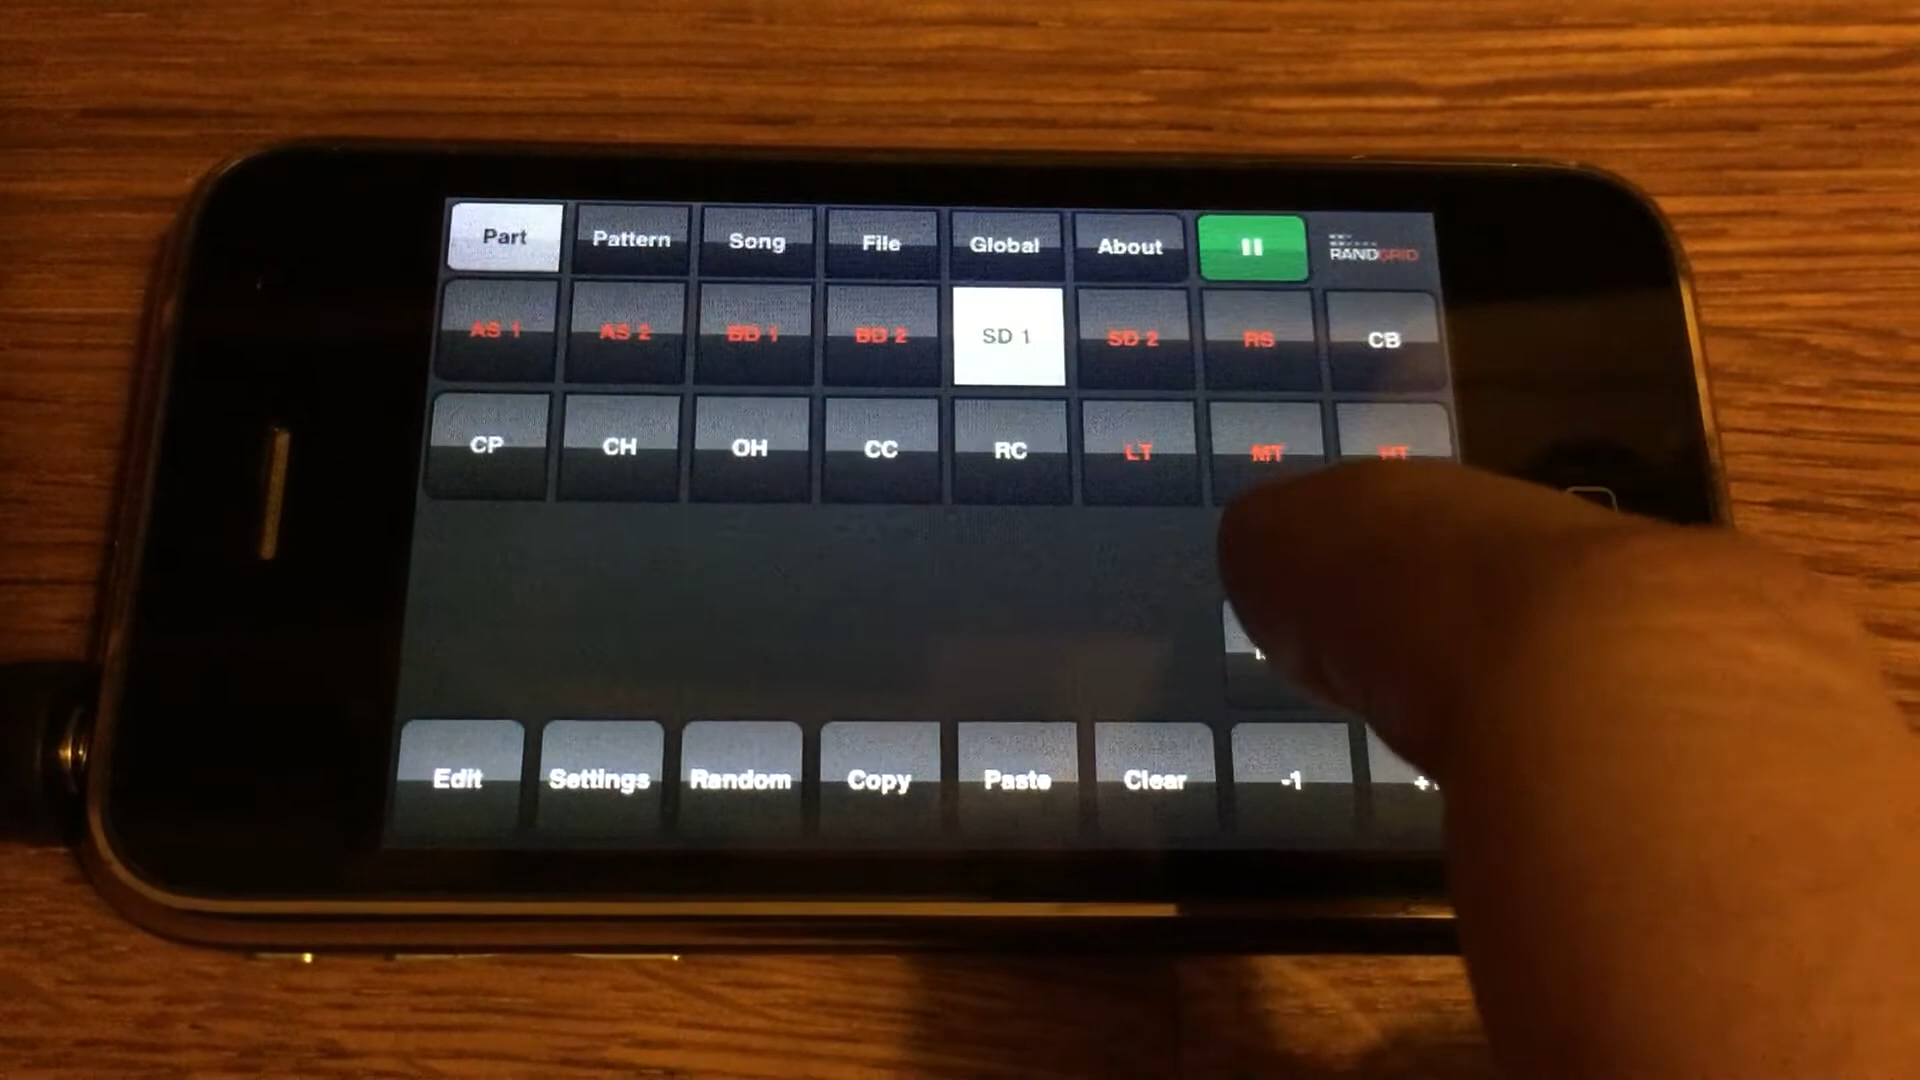 Part Pattern Song File Global About RANDGRID
AS 1 AS 2 BD 1 BD 2 SD 1 SD 2 RS CB
CP CH OH CC RC LT MT HT
Edit Settings Random Copy Paste Clear -1